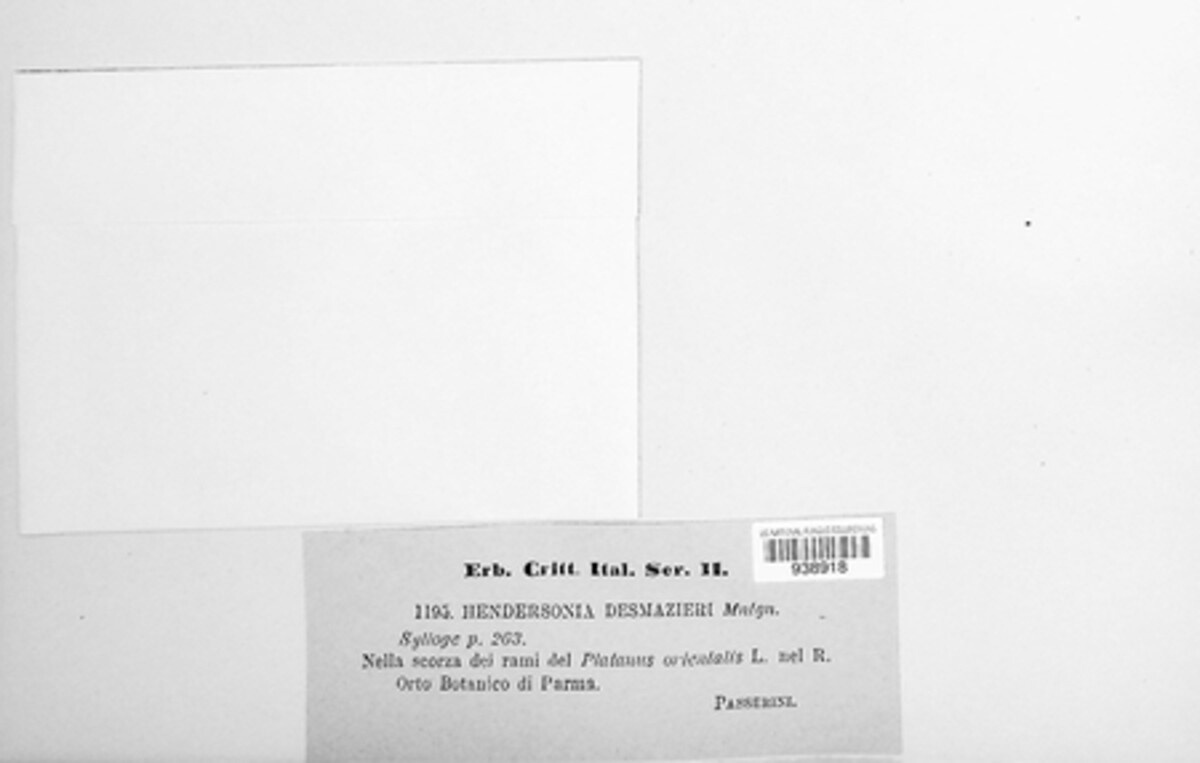 938918
Erb. Critt. Ital. Ser. II.
1195. HENDERSONIA DESMAZIERI Mntgn.
Sylloge p. 263.
Nella scorza dei rami del Platanus orientalis L. nel R.
Orto Botanico di Parma.
PASSERINI.